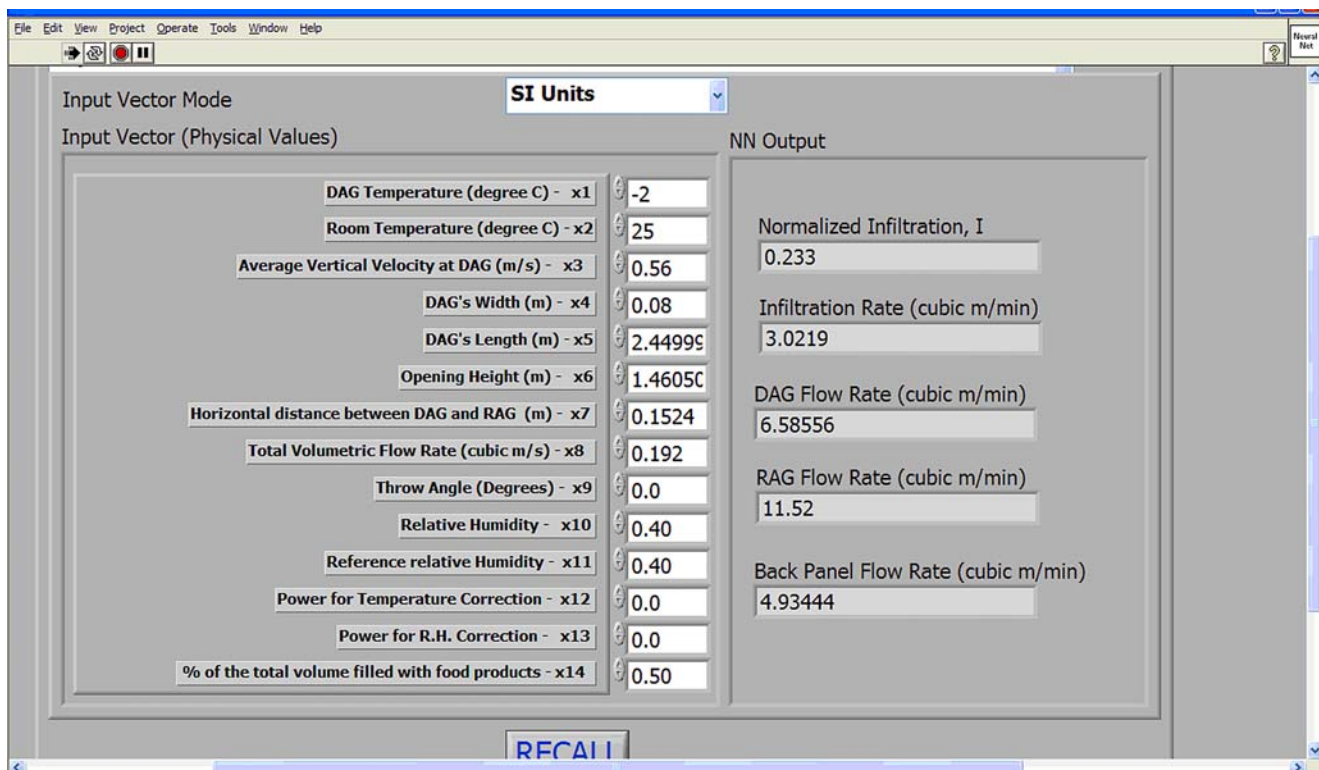 File Edit View Project Operate Tools Window Help
Neural
Net
?
Input Vector Mode
SI Units
Input Vector (Physical Values)
NN Output
DAG Temperature (degree C) - x1 -2
Room Temperature (degree C) - x2 25
Average Vertical Velocity at DAG (m/s) - x3 0.56
DAG's Width (m) - x4 0.08
DAG's Length (m) - x5 2.44999
Opening Height (m) - x6 1.46050
Horizontal distance between DAG and RAG (m) - x7 0.1524
Total Volumetric Flow Rate (cubic m/s) - x8 0.192
Throw Angle (Degrees) - x9 0.0
Relative Humidity - x10 0.40
Reference relative Humidity - x11 0.40
Power for Temperature Correction - x12 0.0
Power for R.H. Correction - x13 0.0
% of the total volume filled with food products - x14 0.50
Normalized Infiltration, I
0.233
Infiltration Rate (cubic m/min)
3.0219
DAG Flow Rate (cubic m/min)
6.58556
RAG Flow Rate (cubic m/min)
11.52
Back Panel Flow Rate (cubic m/min)
4.93444
RECALL